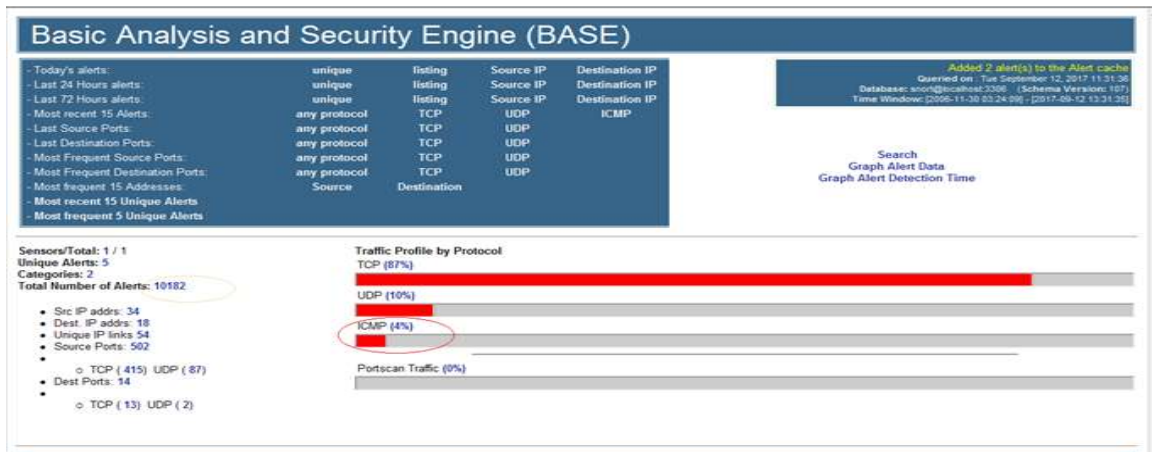 Basic Analysis and Security Engine (BASE)
- Today's alerts: unique listing Source IP Destination IP
- Last 24 Hours alerts: unique listing Source IP Destination IP
- Last 72 Hours alerts: unique listing Source IP Destination IP
- Most recent 15 Alerts: any protocol TCP UDP ICMP
- Last Source Ports: any protocol TCP UDP
- Last Destination Ports: any protocol TCP UDP
- Most Frequent Source Ports: any protocol TCP UDP
- Most Frequent Destination Ports: any protocol TCP UDP
- Most frequent 15 Addresses: Source Destination
- Most recent 15 Unique Alerts
- Most frequent 5 Unique Alerts
Added 2 alert(s) to the Alert cache
Queried on : Tue September 12, 2017 11:31:36
Database: snort@localhost:3306 (Schema Version: 107)
Time Window: [2006-11-30 03:24:09] - [2017-09-12 13:31:35]
Search
Graph Alert Data
Graph Alert Detection Time
Sensors/Total: 1 / 1
Unique Alerts: 5
Categories: 2
Total Number of Alerts: 10182
• Src IP addrs: 34
• Dest. IP addrs: 18
• Unique IP links 54
• Source Ports: 502
•
○ TCP ( 415) UDP ( 87)
• Dest Ports: 14
•
○ TCP ( 13) UDP ( 2)
Traffic Profile by Protocol
TCP (87%)
UDP (10%)
ICMP (4%)
Portscan Traffic (0%)